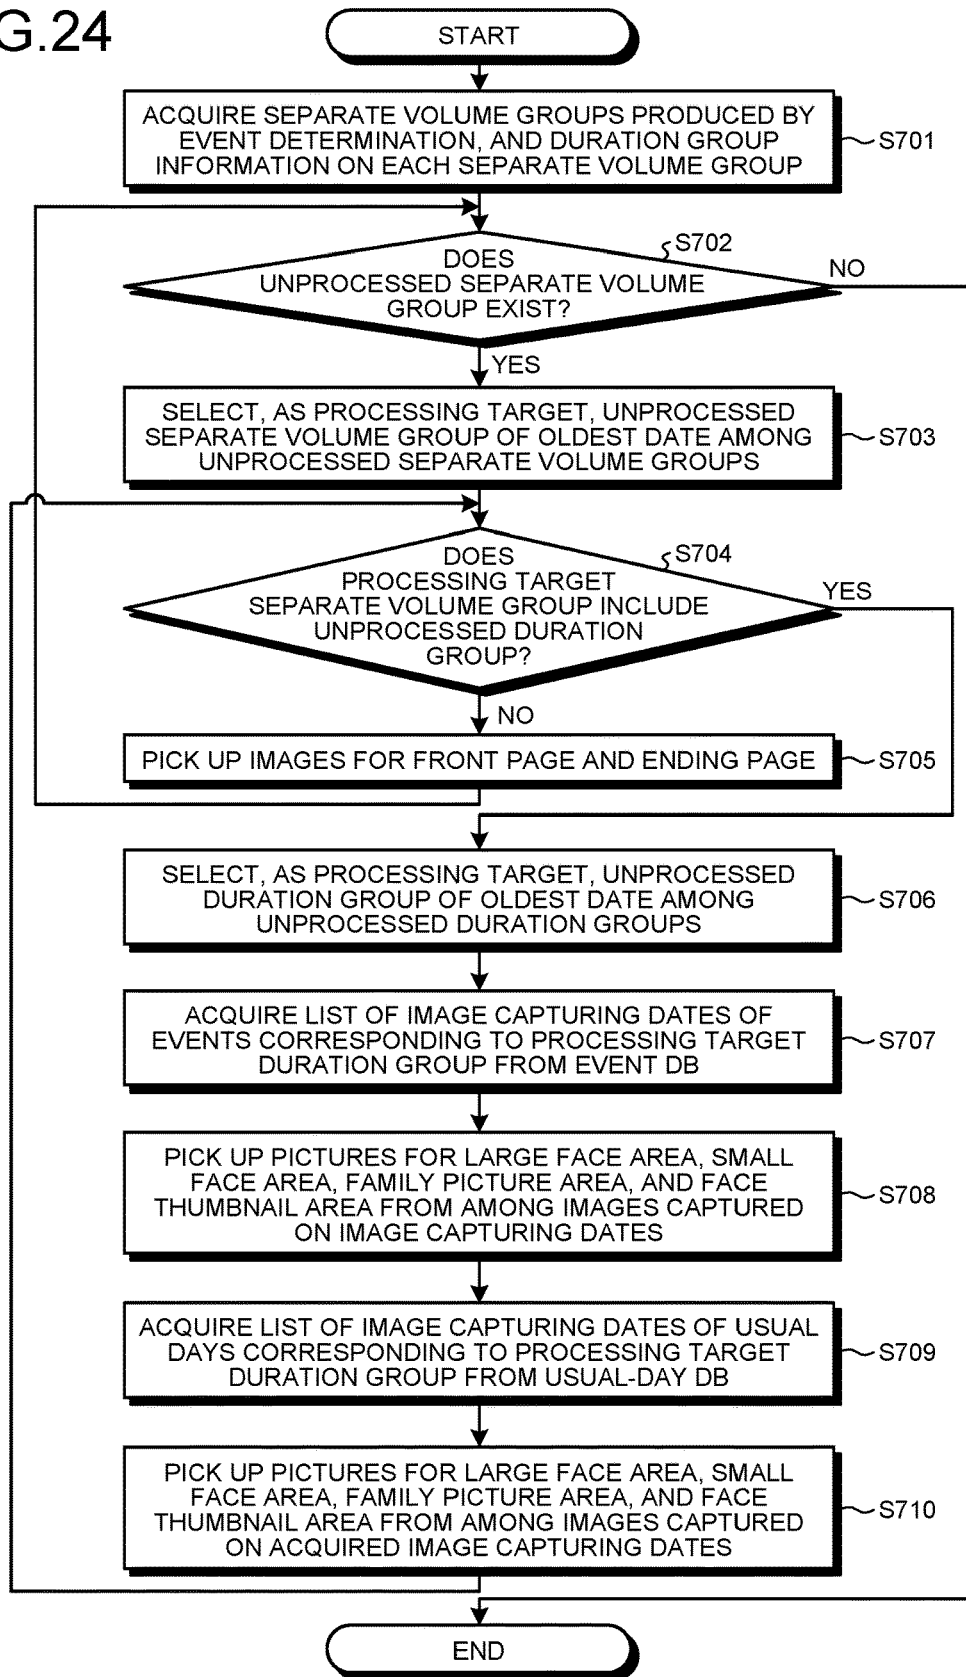 G.24
START
ACQUIRE SEPARATE VOLUME GROUPS PRODUCED BY
EVENT DETERMINATION, AND DURATION GROUP
INFORMATION ON EACH SEPARATE VOLUME GROUP
S701
S702
DOES
UNPROCESSED SEPARATE VOLUME
GROUP EXIST?
NO
YES
SELECT, AS PROCESSING TARGET, UNPROCESSED
SEPARATE VOLUME GROUP OF OLDEST DATE AMONG
UNPROCESSED SEPARATE VOLUME GROUPS
S703
S704
DOES
PROCESSING TARGET
SEPARATE VOLUME GROUP INCLUDE
UNPROCESSED DURATION
GROUP?
YES
NO
PICK UP IMAGES FOR FRONT PAGE AND ENDING PAGE
S705
SELECT, AS PROCESSING TARGET, UNPROCESSED
DURATION GROUP OF OLDEST DATE AMONG
UNPROCESSED DURATION GROUPS
S706
ACQUIRE LIST OF IMAGE CAPTURING DATES OF
EVENTS CORRESPONDING TO PROCESSING TARGET
DURATION GROUP FROM EVENT DB
S707
PICK UP PICTURES FOR LARGE FACE AREA, SMALL
FACE AREA, FAMILY PICTURE AREA, AND FACE
THUMBNAIL AREA FROM AMONG IMAGES CAPTURED
ON IMAGE CAPTURING DATES
S708
ACQUIRE LIST OF IMAGE CAPTURING DATES OF USUAL
DAYS CORRESPONDING TO PROCESSING TARGET
DURATION GROUP FROM USUAL-DAY DB
S709
PICK UP PICTURES FOR LARGE FACE AREA, SMALL
FACE AREA, FAMILY PICTURE AREA, AND FACE
THUMBNAIL AREA FROM AMONG IMAGES CAPTURED
ON ACQUIRED IMAGE CAPTURING DATES
S710
END